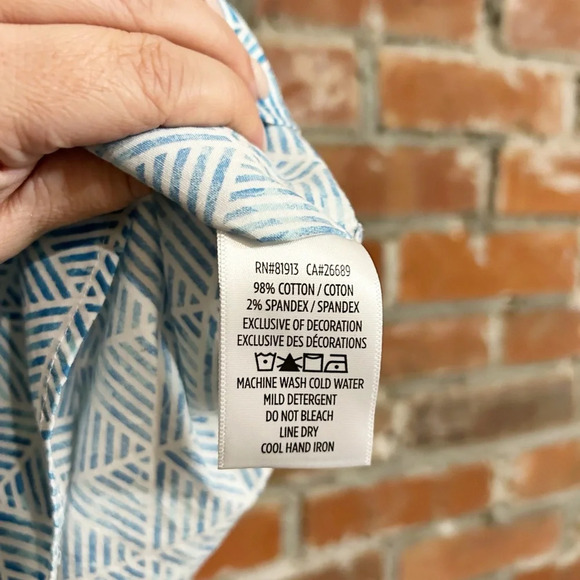 RN#81913 CA#26689
98% COTTON / COTON
2% SPANDEX / SPANDEX
EXCLUSIVE OF DECORATION
EXCLUSIVE DES DÉCORATIONS
MACHINE WASH COLD WATER
MILD DETERGENT
DO NOT BLEACH
LINE DRY
COOL HAND IRON